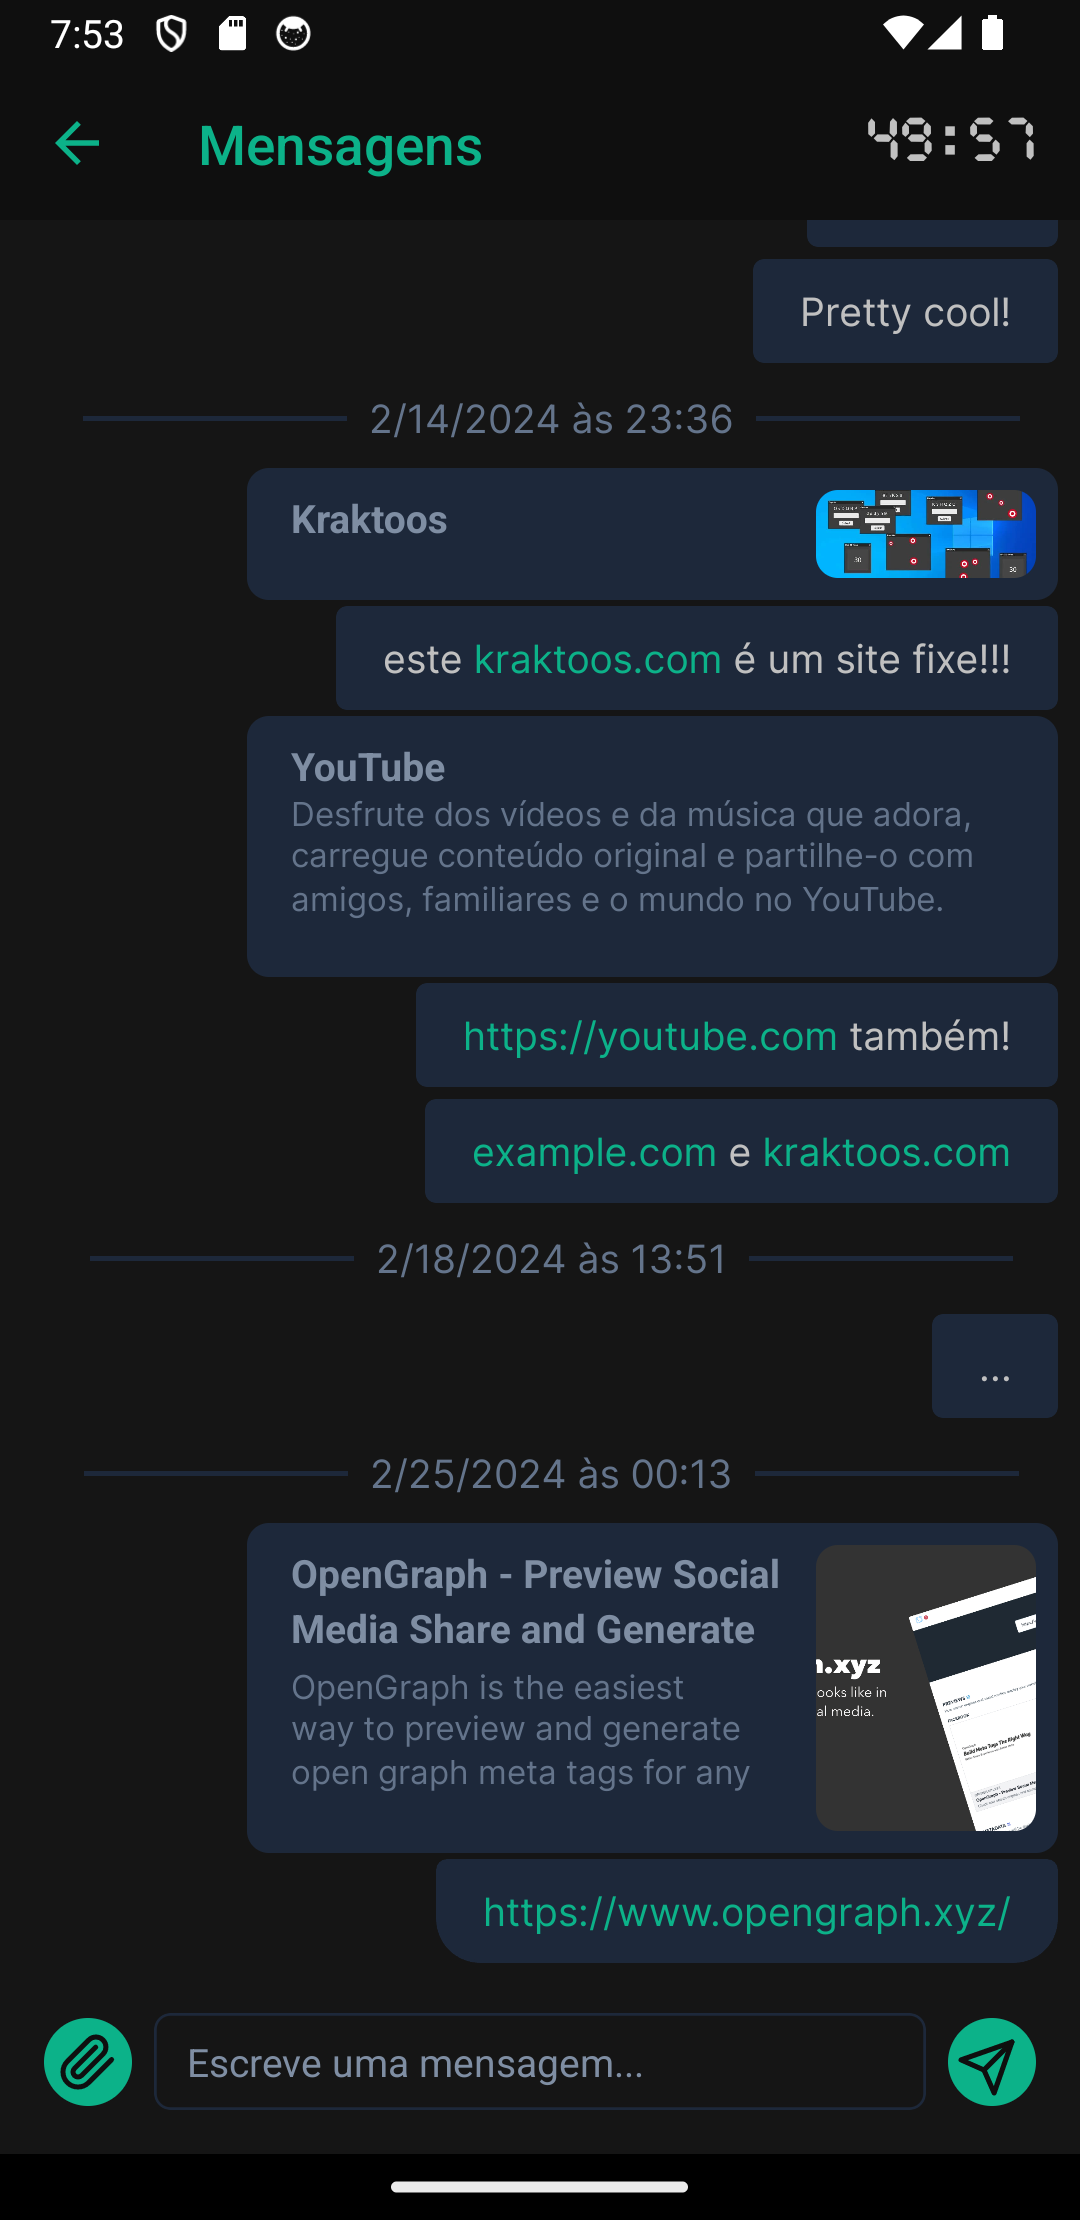 7:53
Mensagens
49:57
Pretty cool!
2/14/2024 às 23:36
Kraktoos
este kraktoos.com é um site fixe!!!
YouTube
Desfrute dos vídeos e da música que adora,
carregue conteúdo original e partilhe-o com
amigos, familiares e o mundo no YouTube.
https://youtube.com também!
example.com e kraktoos.com
2/18/2024 às 13:51
...
2/25/2024 às 00:13
OpenGraph - Preview Social
Media Share and Generate
OpenGraph is the easiest
way to preview and generate
open graph meta tags for any
.xyz
ooks like in
al media.
https://www.opengraph.xyz/
Escreve uma mensagem...